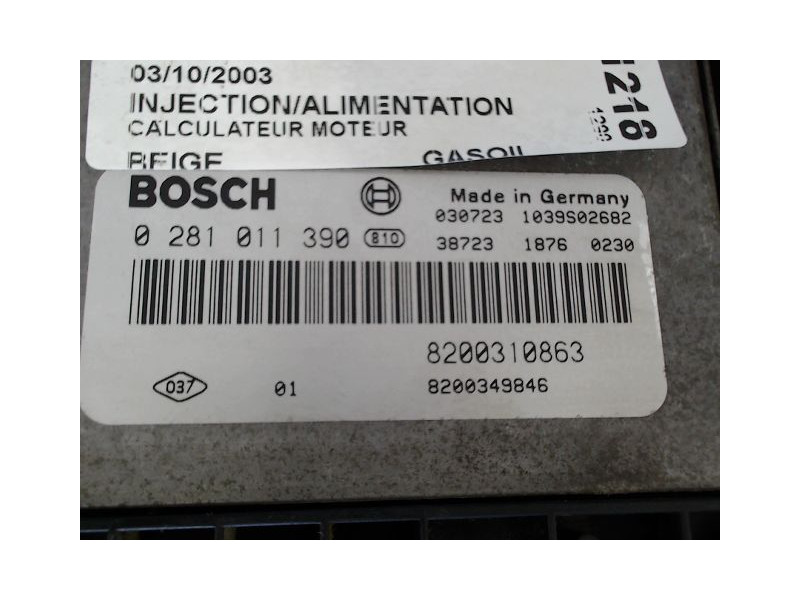 03/10/2003
INJECTION/ALIMENTATION
CALCULATEUR MOTEUR
BEIGE GASOIL
BOSCH Made in Germany
030723 1039S02682
0 281 011 390 810 38723 1876 0230
8200310863
037 01 8200349846